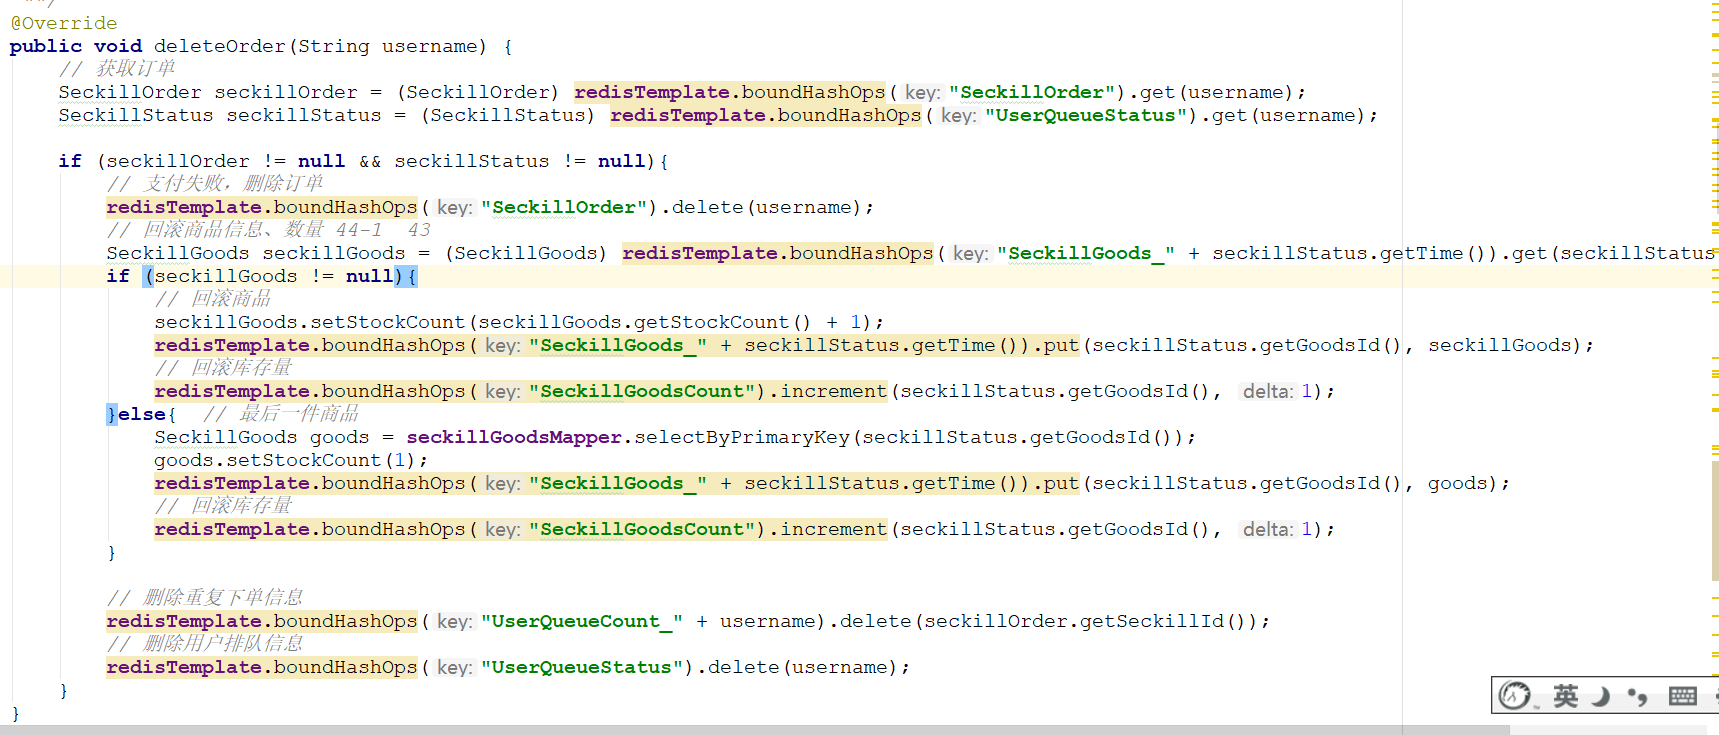 **/
@Override
public void deleteOrder(String username) {
// 获取订单
SeckillOrder seckillOrder = (SeckillOrder) redisTemplate.boundHashOps( key: "SeckillOrder").get(username);
SeckillStatus seckillStatus = (SeckillStatus) redisTemplate.boundHashOps( key: "UserQueueStatus").get(username);
if (seckillOrder != null && seckillStatus != null){
// 支付失败，删除订单
redisTemplate.boundHashOps( key: "SeckillOrder").delete(username);
// 回滚商品信息、数量 44-1  43
SeckillGoods seckillGoods = (SeckillGoods) redisTemplate.boundHashOps( key: "SeckillGoods_" + seckillStatus.getTime()).get(seckillStatus
if (seckillGoods != null){
// 回滚商品
seckillGoods.setStockCount(seckillGoods.getStockCount() + 1);
redisTemplate.boundHashOps( key: "SeckillGoods_" + seckillStatus.getTime()).put(seckillStatus.getGoodsId(), seckillGoods);
// 回滚库存量
redisTemplate.boundHashOps( key: "SeckillGoodsCount").increment(seckillStatus.getGoodsId(), delta: 1);
}else{  // 最后一件商品
SeckillGoods goods = seckillGoodsMapper.selectByPrimaryKey(seckillStatus.getGoodsId());
goods.setStockCount(1);
redisTemplate.boundHashOps( key: "SeckillGoods_" + seckillStatus.getTime()).put(seckillStatus.getGoodsId(), goods);
// 回滚库存量
redisTemplate.boundHashOps( key: "SeckillGoodsCount").increment(seckillStatus.getGoodsId(), delta: 1);
}
// 删除重复下单信息
redisTemplate.boundHashOps( key: "UserQueueCount_" + username).delete(seckillOrder.getSeckillId());
// 删除用户排队信息
redisTemplate.boundHashOps( key: "UserQueueStatus").delete(username);
}
}
英